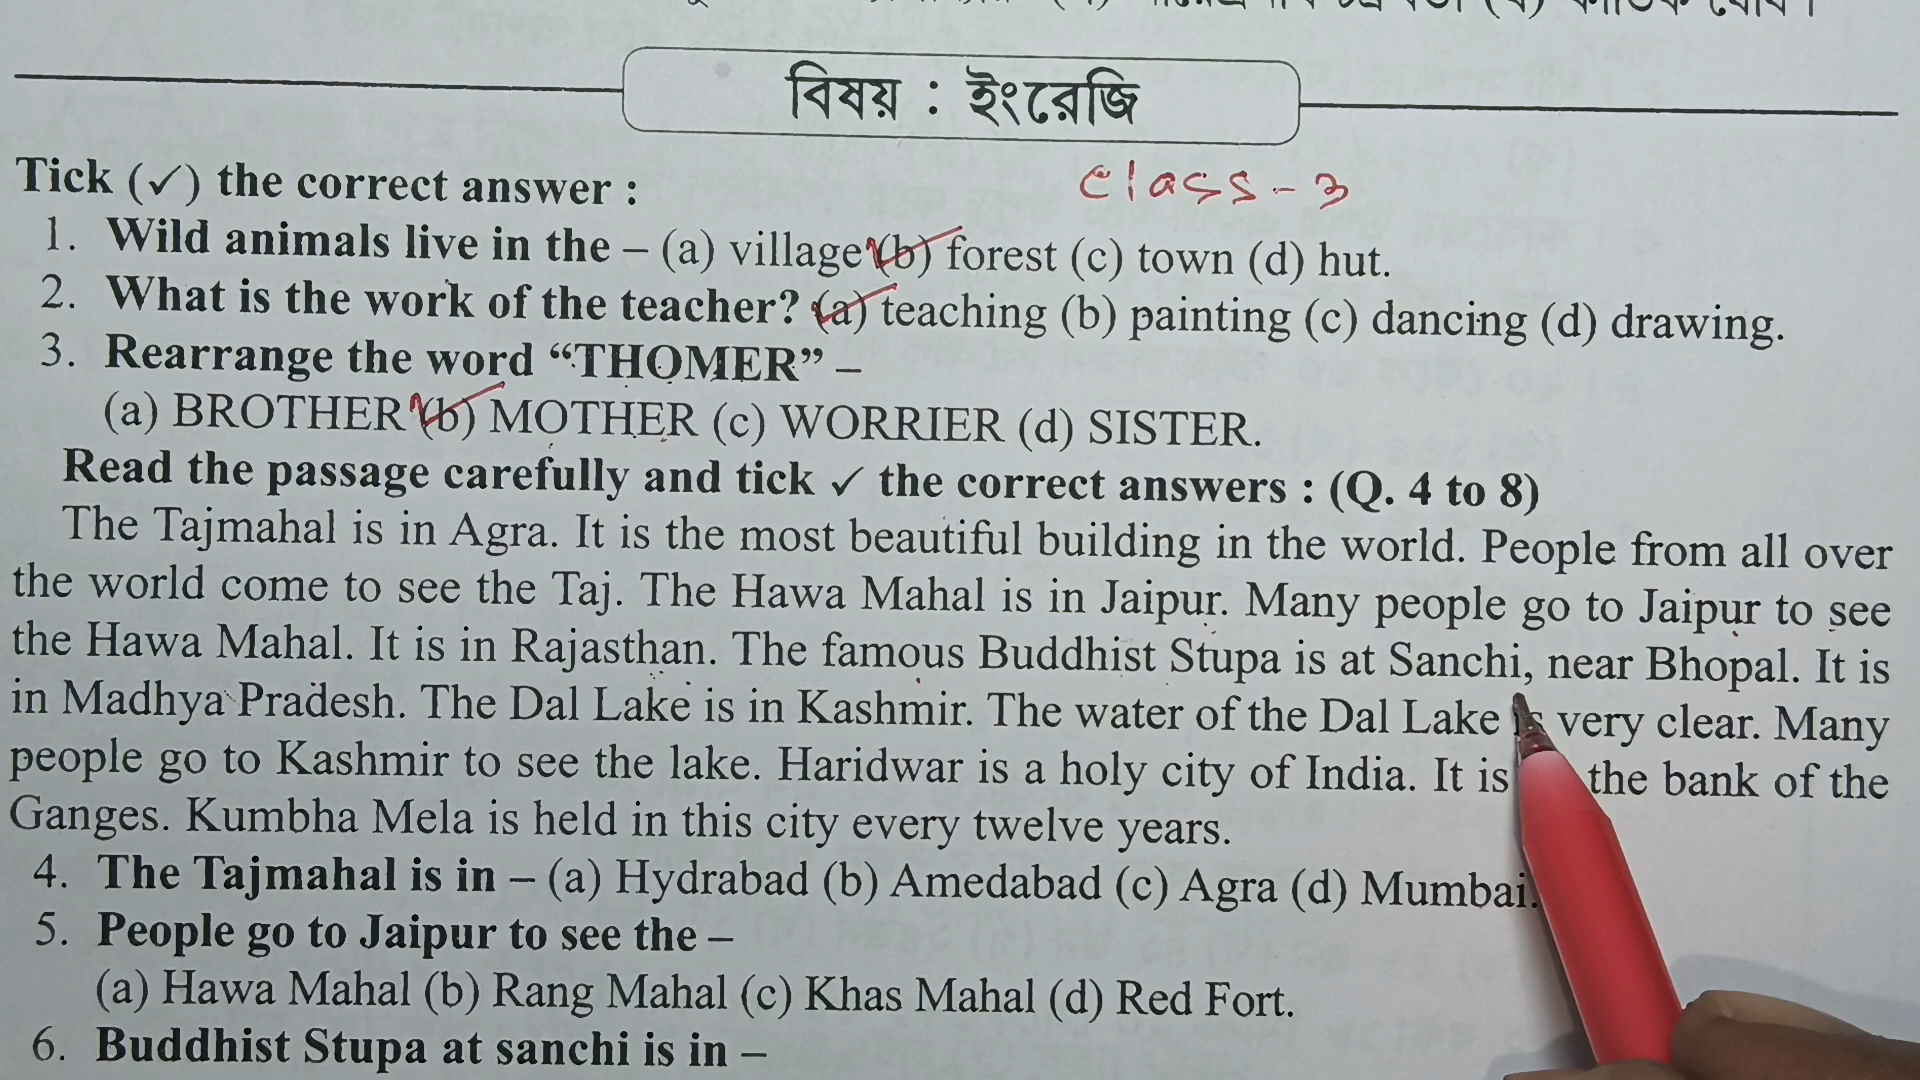 বিষয় : ইংরেজি
Tick (✓) the correct answer :
class - 3
1. Wild animals live in the – (a) village (b) forest (c) town (d) hut.
2. What is the work of the teacher? (a) teaching (b) painting (c) dancing (d) drawing.
3. Rearrange the word “THOMER” –
(a) BROTHER (b) MOTHER (c) WORRIER (d) SISTER.
Read the passage carefully and tick ✓ the correct answers : (Q. 4 to 8)
The Tajmahal is in Agra. It is the most beautiful building in the world. People from all over
the world come to see the Taj. The Hawa Mahal is in Jaipur. Many people go to Jaipur to see
the Hawa Mahal. It is in Rajasthan. The famous Buddhist Stupa is at Sanchi, near Bhopal. It is
in Madhya Pradesh. The Dal Lake is in Kashmir. The water of the Dal Lake is very clear. Many
people go to Kashmir to see the lake. Haridwar is a holy city of India. It is the bank of the
Ganges. Kumbha Mela is held in this city every twelve years.
4. The Tajmahal is in – (a) Hydrabad (b) Amedabad (c) Agra (d) Mumbai.
5. People go to Jaipur to see the –
(a) Hawa Mahal (b) Rang Mahal (c) Khas Mahal (d) Red Fort.
6. Buddhist Stupa at sanchi is in –